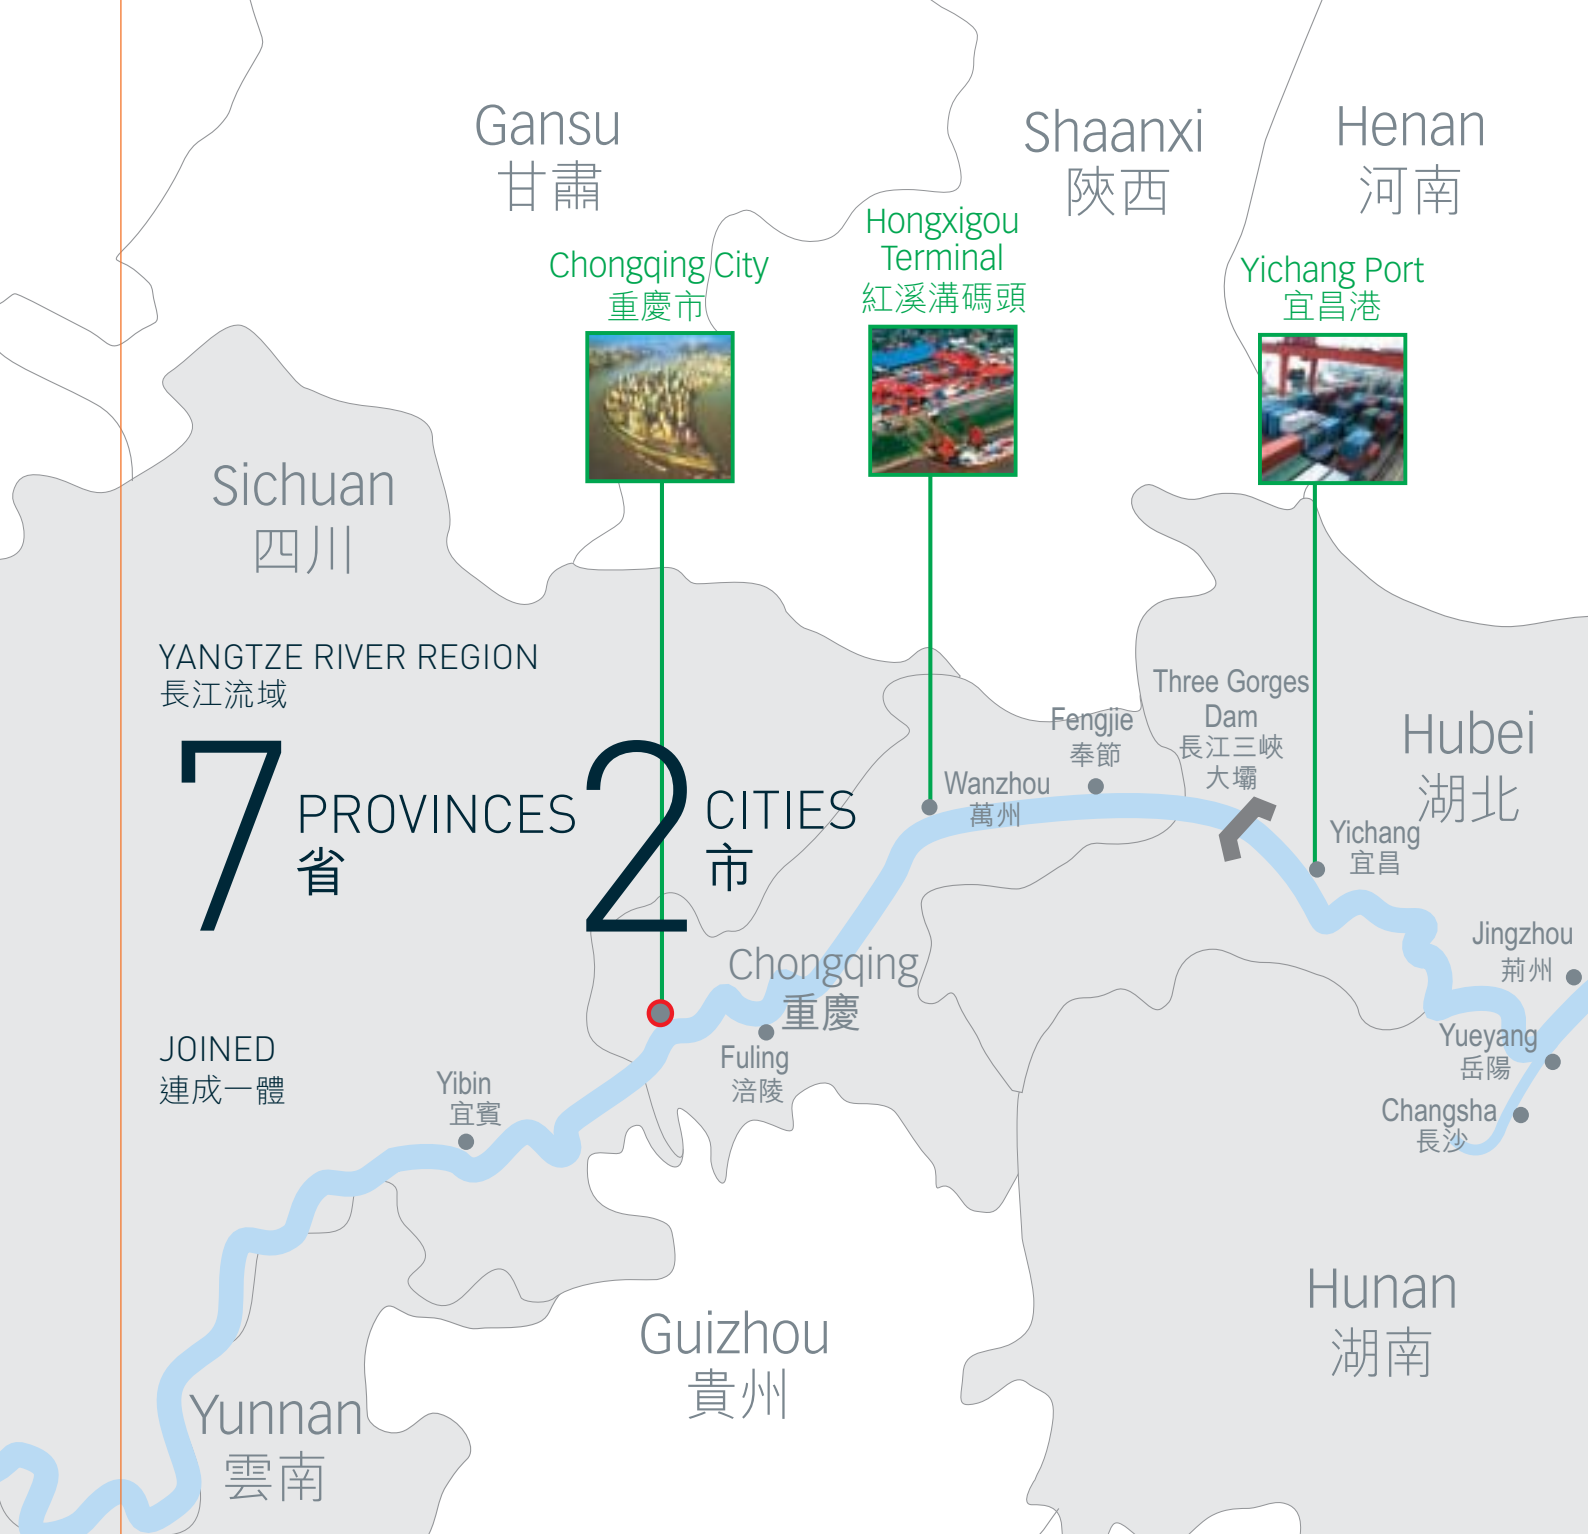 Gansu
甘肅
Shaanxi
陝西
Henan
河南
Chongqing City
重慶市
Hongxigou
Terminal
紅溪溝碼頭
Yichang Port
宜昌港
Sichuan
四川
YANGTZE RIVER REGION
長江流域
7 PROVINCES
省
2 CITIES
市
JOINED
連成一體
Three Gorges
Dam
長江三峽
大壩
Fengjie
奉節
Wanzhou
萬州
Hubei
湖北
Yichang
宜昌
Jingzhou
荊州
Chongqing
重慶
Fuling
涪陵
Yueyang
岳陽
Yibin
宜賓
Changsha
長沙
Hunan
湖南
Guizhou
貴州
Yunnan
雲南